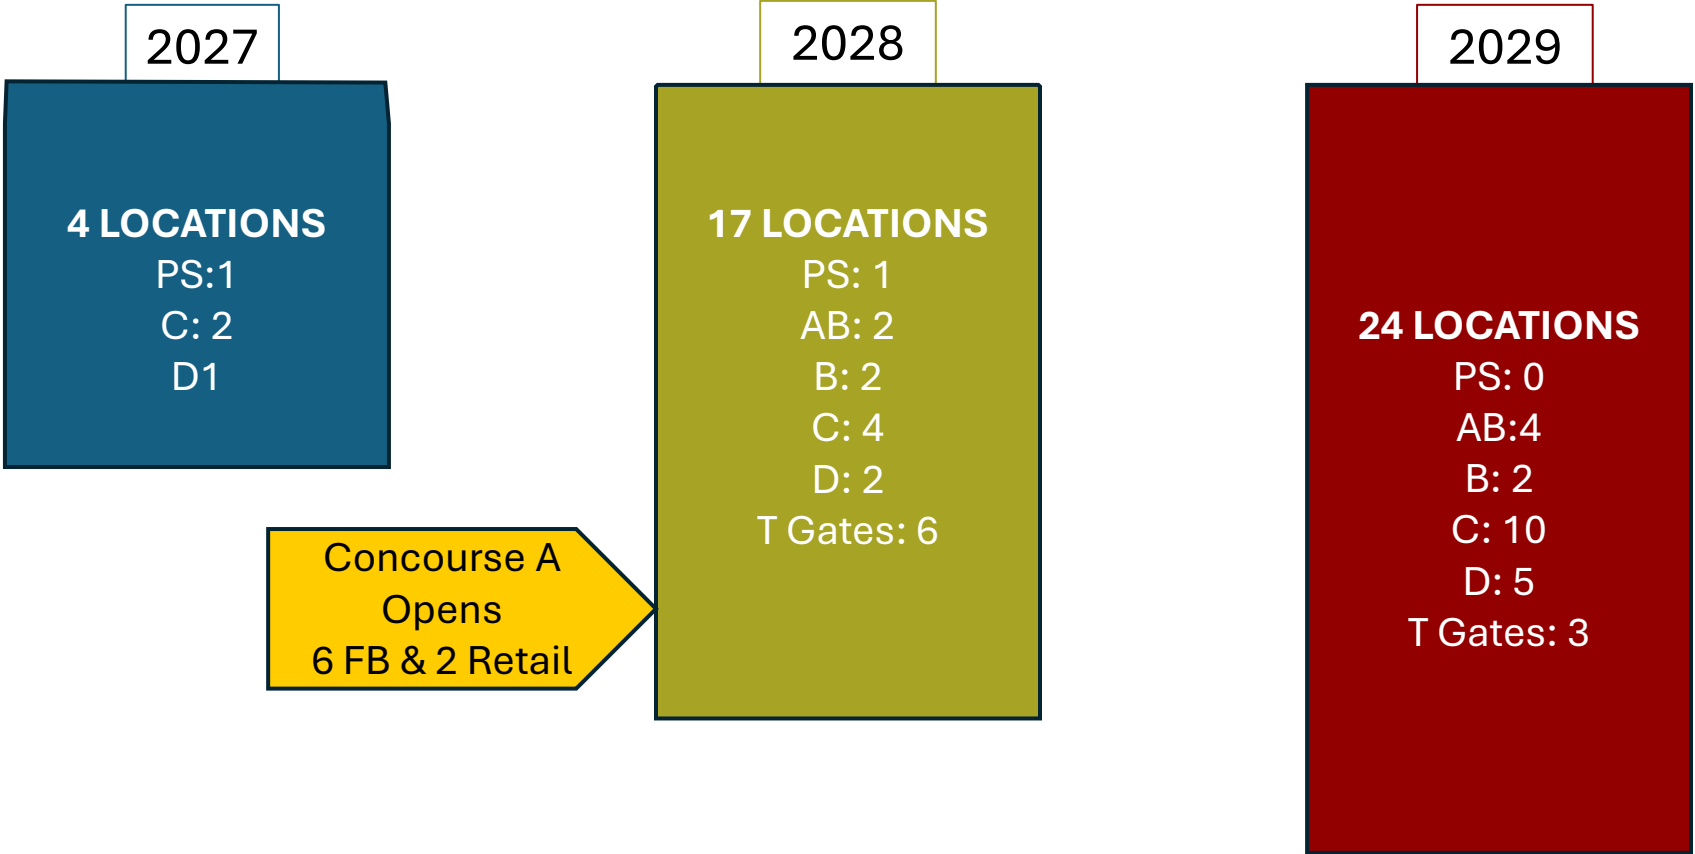 2027
4 LOCATIONS
PS:1
C: 2
D1
Concourse A
Opens
6 FB & 2 Retail
2028
17 LOCATIONS
PS: 1
AB: 2
B: 2
C: 4
D: 2
T Gates: 6
2029
24 LOCATIONS
PS: 0
AB:4
B: 2
C: 10
D: 5
T Gates: 3